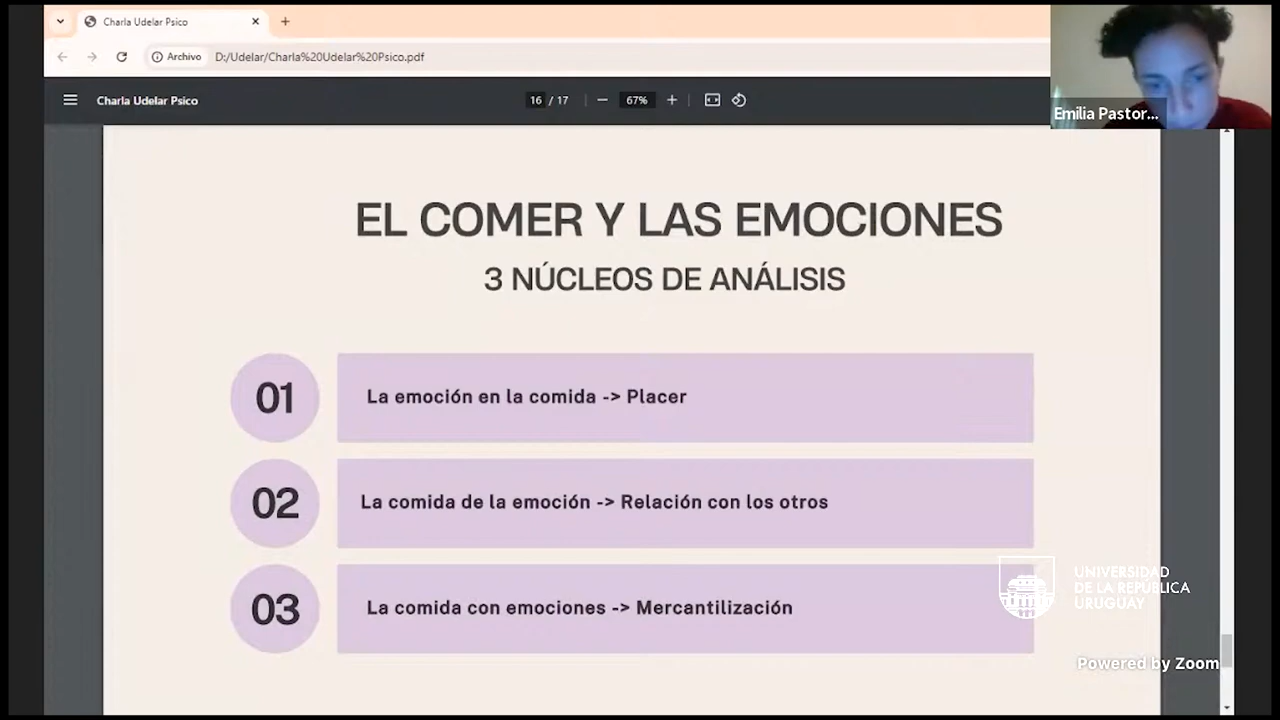 Charla Udelar Psico
Archivo
D:/Udelar/Charla%20Udelar%20Psico.pdf
Charla Udelar Psico
16 / 17
67%
Emilia Pastor...
EL COMER Y LAS EMOCIONES
3 NÚCLEOS DE ANÁLISIS
01
La emoción en la comida -> Placer
02
La comida de la emoción -> Relación con los otros
03
La comida con emociones -> Mercantilización
UNIVERSIDAD
DE LA REPÚBLICA
URUGUAY
Powered by Zoom